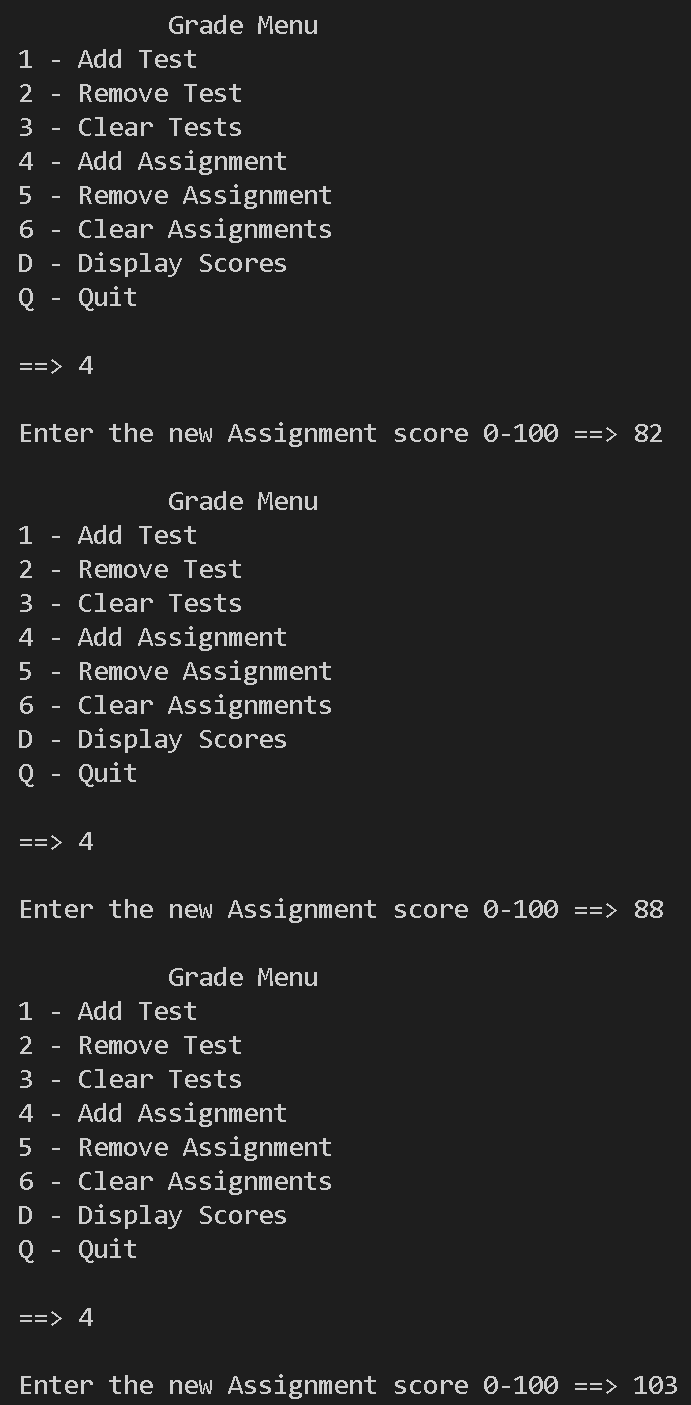 Grade Menu
1 - Add Test
2 - Remove Test
3 - Clear Tests
4 - Add Assignment
5 - Remove Assignment
6 - Clear Assignments
D - Display Scores
Q - Quit
==> 4
Enter the new Assignment score 0-100 ==> 82
Grade Menu
1 - Add Test
2 - Remove Test
3 - Clear Tests
4 - Add Assignment
5 - Remove Assignment
6 - Clear Assignments
D - Display Scores
Q - Quit
==> 4
Enter the new Assignment score 0-100 ==> 88
Grade Menu
1 - Add Test
2 - Remove Test
3 - Clear Tests
4 - Add Assignment
5 - Remove Assignment
6 - Clear Assignments
D - Display Scores
Q - Quit
==> 4
Enter the new Assignment score 0-100 ==> 103